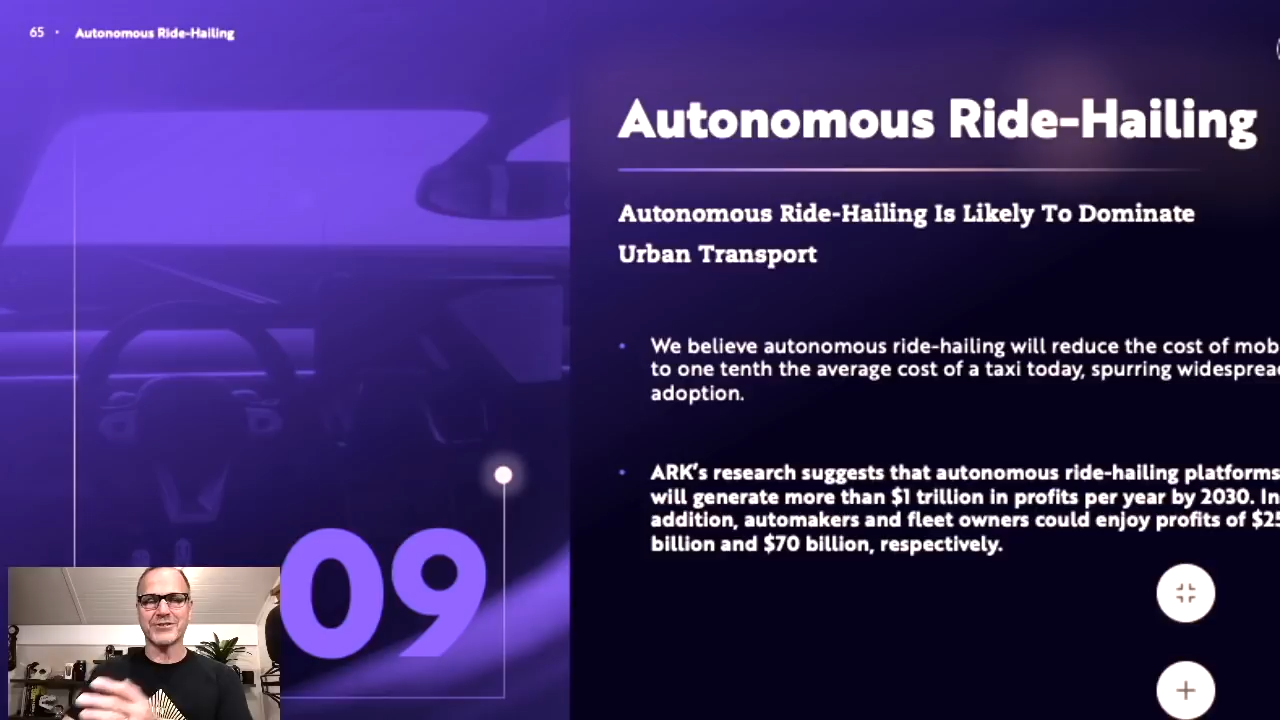 65 • Autonomous Ride-Hailing
Autonomous Ride-Hailing
Autonomous Ride-Hailing Is Likely To Dominate
Urban Transport
• We believe autonomous ride-hailing will reduce the cost of
to one tenth the average cost of a taxi today, spurring
adoption.
• ARK's research suggests that autonomous ride-hailing platforms
will generate more than $1 trillion in profits per year by 2030. In
addition, automakers and fleet owners could enjoy profits of
billion and $70 billion, respectively.
09